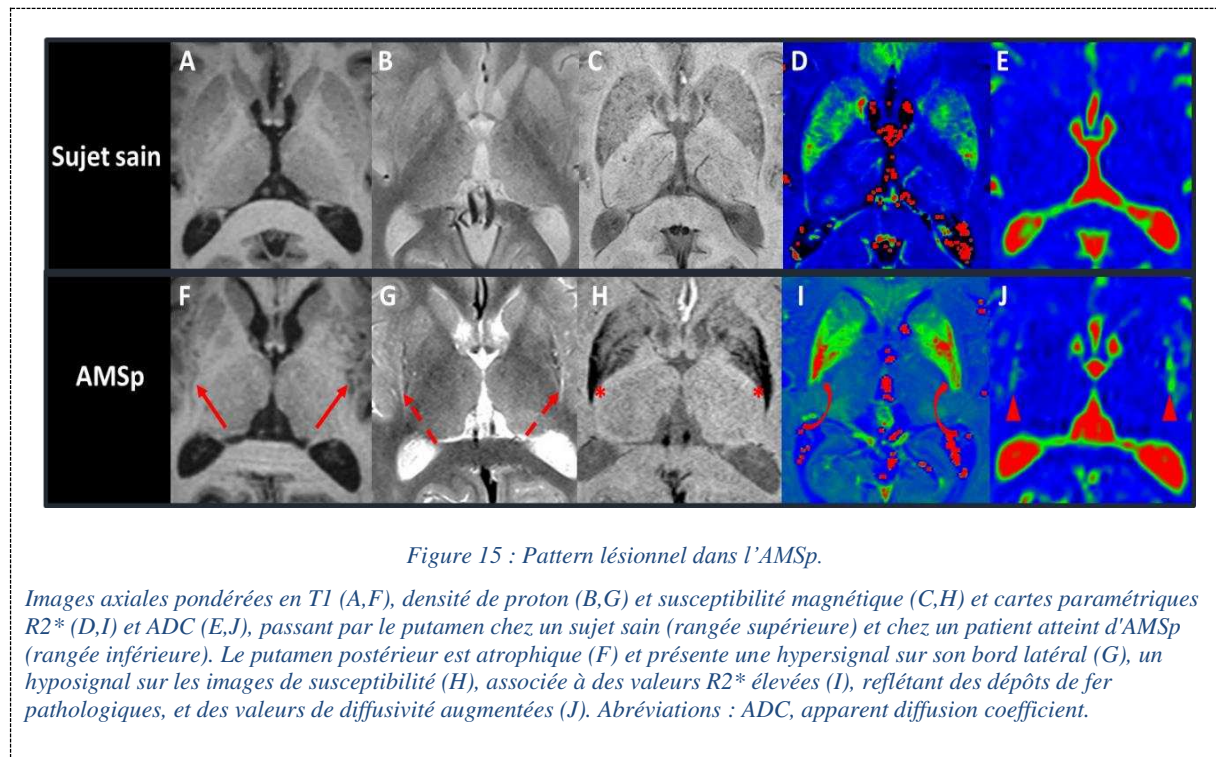 A B C D E
Sujet sain
F G H I J
AMSp
* *
Figure 15 : Pattern lésionnel dans l'AMSp.
Images axiales pondérées en T1 (A,F), densité de proton (B,G) et susceptibilité magnétique (C,H) et cartes paramétriques
R2* (D,I) et ADC (E,J), passant par le putamen chez un sujet sain (rangée supérieure) et chez un patient atteint d'AMSp
(rangée inférieure). Le putamen postérieur est atrophique (F) et présente une hypersignal sur son bord latéral (G), un
hyposignal sur les images de susceptibilité (H), associée à des valeurs R2* élevées (I), reflétant des dépôts de fer
pathologiques, et des valeurs de diffusivité augmentées (J). Abréviations : ADC, apparent diffusion coefficient.